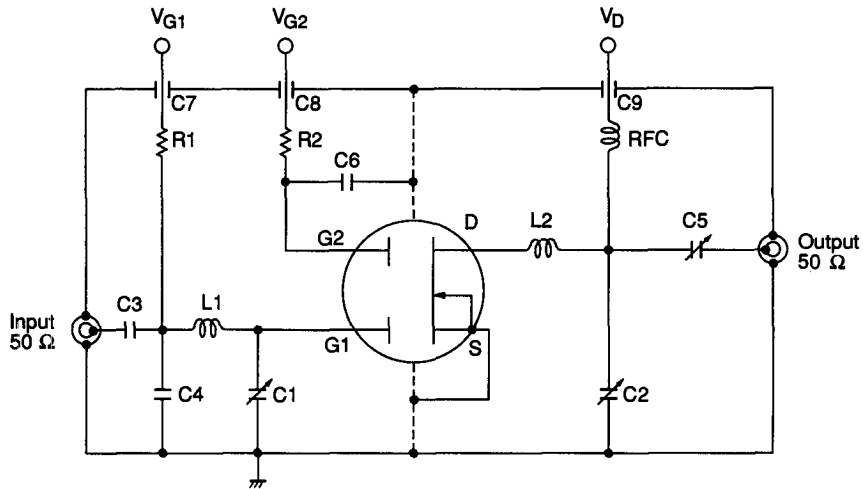 VG1
VG2
VD
C7
C8
C9
R1
R2
RFC
C6
D
L2
C5
G2
Output
50 Ω
C3
L1
Input
50 Ω
G1
S
C4
C1
C2